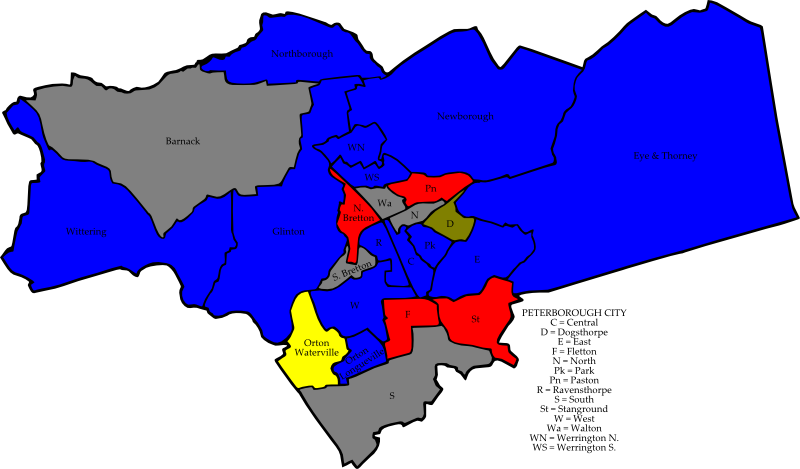 Northborough
Newborough
Barnack
WN
Eye & Thorney
WS
Pn
Wa
N.
Bretton
N
D
Wittering
Glinton
R
Pk
C
E
S. Bretton
W
F
St
Orton
Waterville
Orton
Longueville
S
PETERBOROUGH CITY
C = Central
D = Dogsthorpe
E = East
F = Fletton
N = North
Pk = Park
Pn = Paston
R = Ravensthorpe
S = South
St = Stanground
W = West
Wa = Walton
WN = Werrington N.
WS = Werrington S.